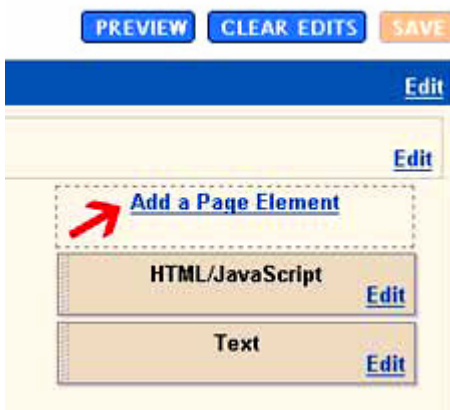 PREVIEW CLEAR EDITS SAVE
Edit
Edit
Add a Page Element
HTML/JavaScript
Edit
Text
Edit